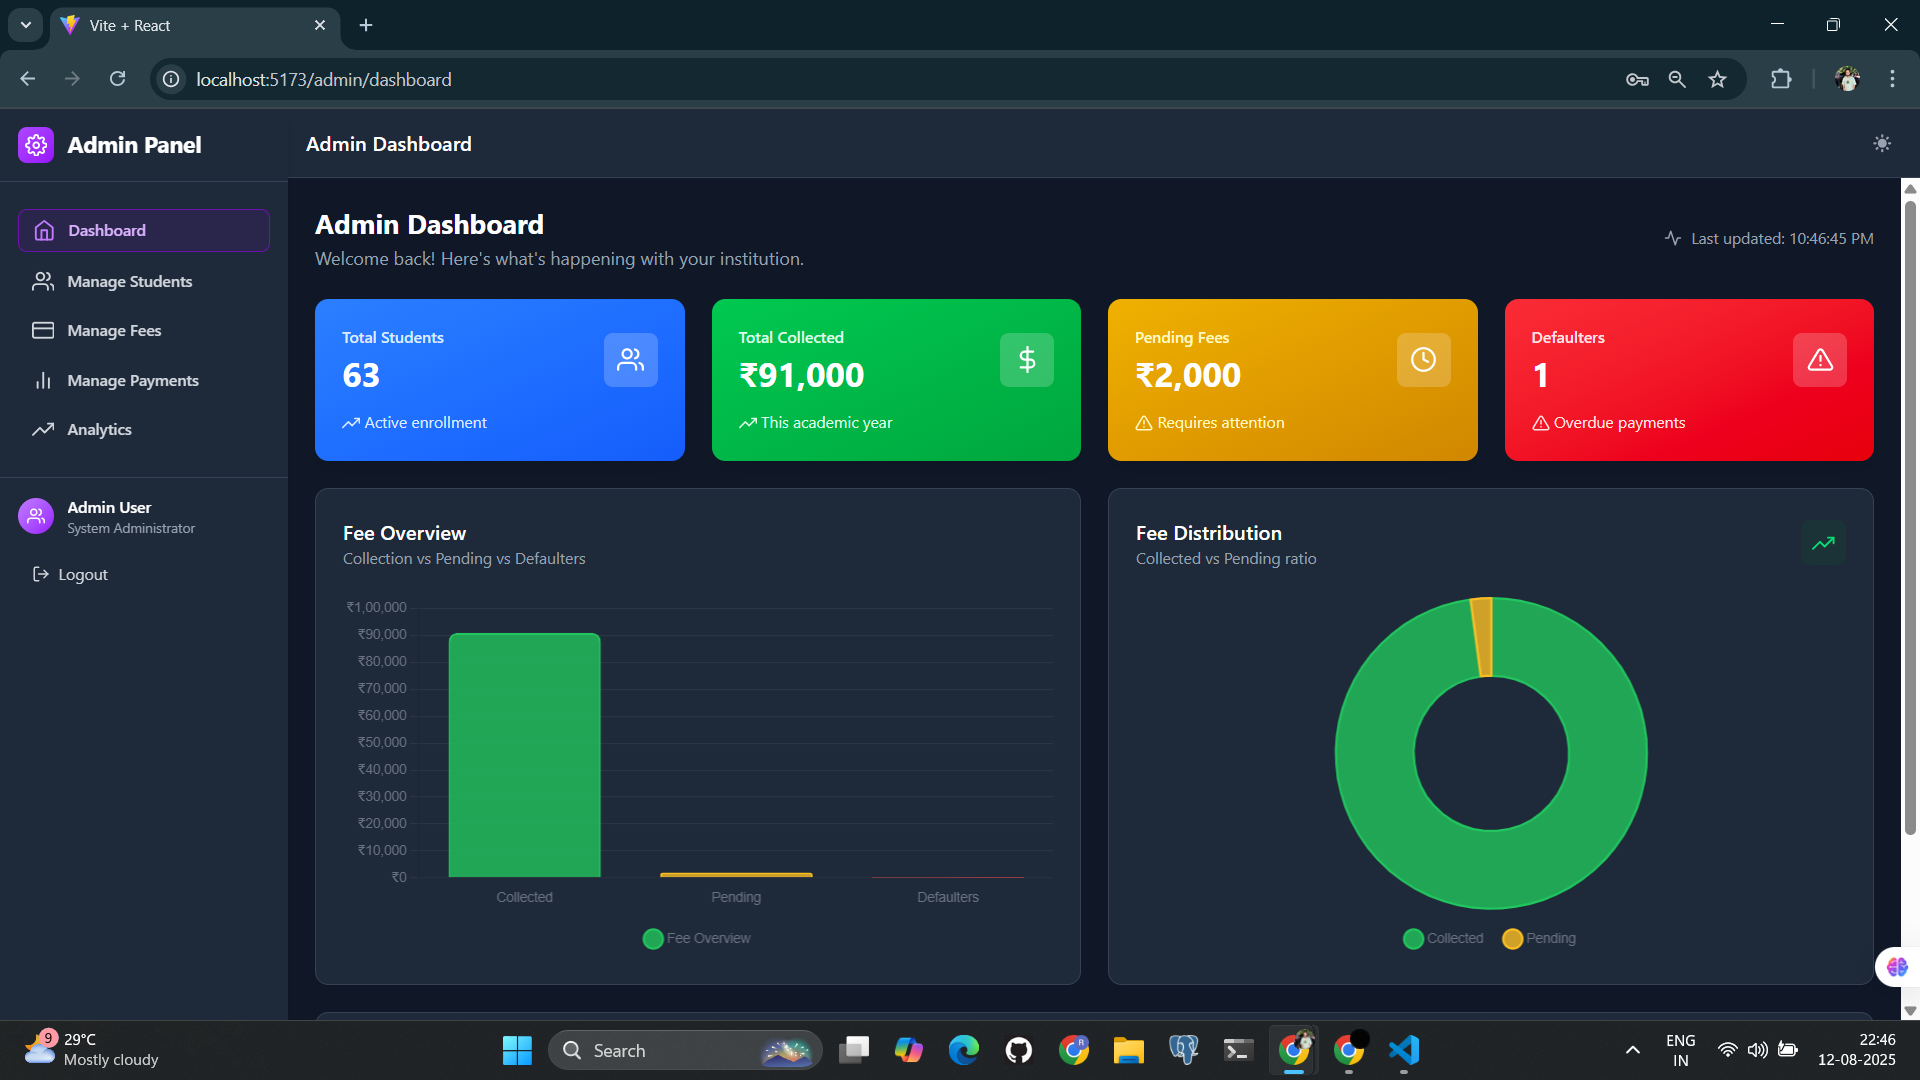 Vite + React
localhost:5173/admin/dashboard
Admin Panel
Admin Dashboard
Dashboard
Manage Students
Manage Fees
Manage Payments
Analytics
Admin User
System Administrator
Logout
Admin Dashboard
Welcome back! Here's what's happening with your institution.
Last updated: 10:46:45 PM
Total Students
63
Active enrollment
Total Collected
₹91,000
This academic year
Pending Fees
₹2,000
Requires attention
Defaulters
1
Overdue payments
Fee Overview
Collection vs Pending vs Defaulters
₹1,00,000
₹90,000
₹80,000
₹70,000
₹60,000
₹50,000
₹40,000
₹30,000
₹20,000
₹10,000
₹0
Collected Pending Defaulters
Fee Overview
Fee Distribution
Collected vs Pending ratio
Collected Pending
9
29°C
Mostly cloudy
Search
R
ENG
IN
22:46
12-08-2025